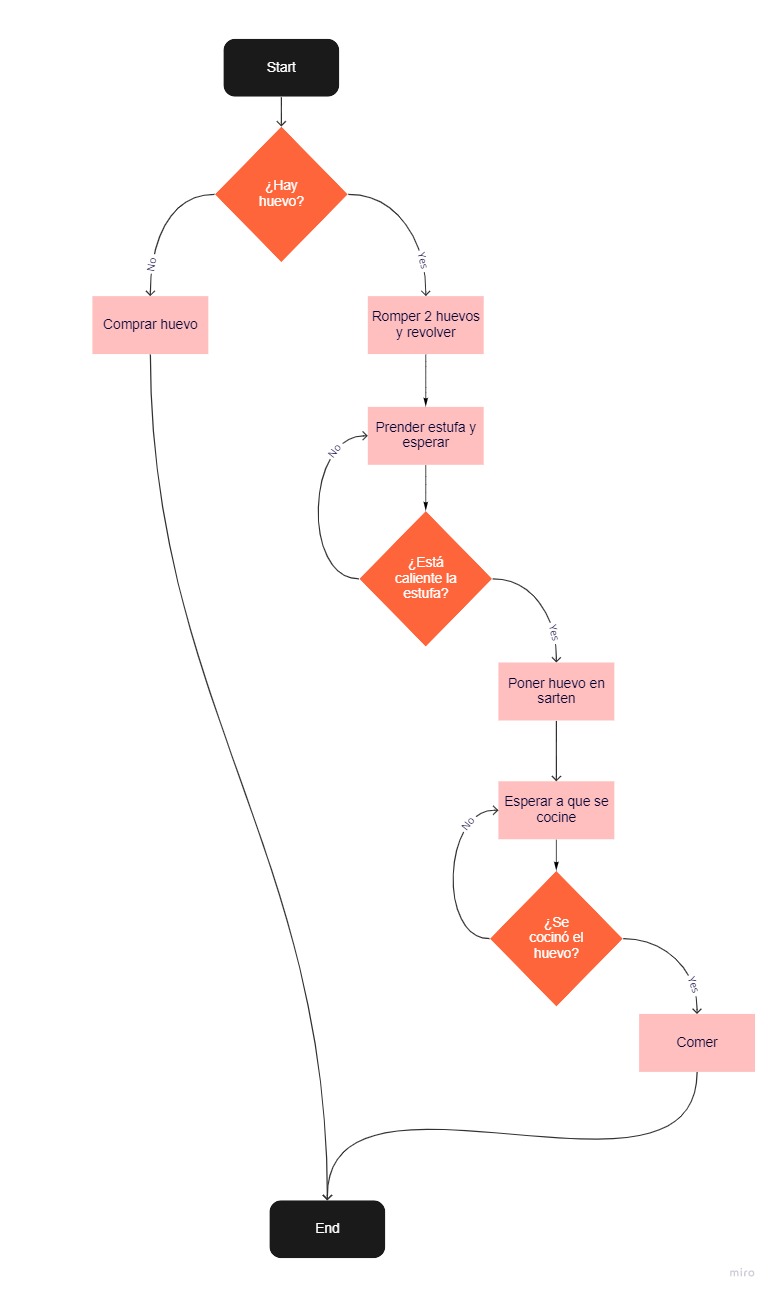 Start
¿Hay
huevo?
No
Yes
Comprar huevo
Romper 2 huevos
y revolver
Prender estufa y
esperar
No
¿Está
caliente la
estufa?
Yes
Poner huevo en
sarten
Esperar a que se
cocine
No
¿Se
cocinó el
huevo?
Yes
Comer
End
miro